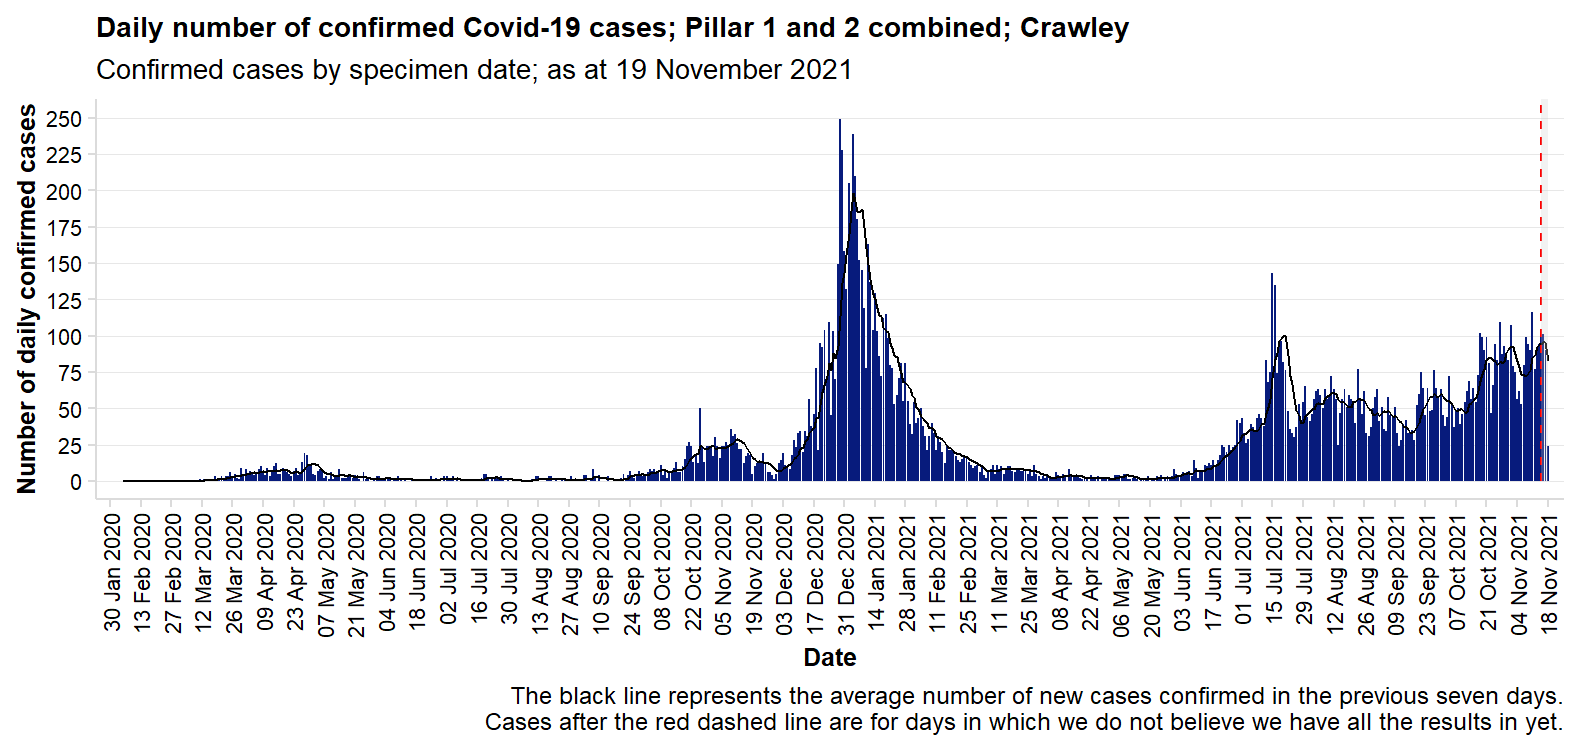 Daily number of confirmed Covid-19 cases; Pillar 1 and 2 combined; Crawley
Confirmed cases by specimen date; as at 19 November 2021
Number of daily confirmed cases
250
225
200
175
150
125
100
75
50
25
0
30 Jan 2020
13 Feb 2020
27 Feb 2020
12 Mar 2020
26 Mar 2020
09 Apr 2020
23 Apr 2020
07 May 2020
21 May 2020
04 Jun 2020
18 Jun 2020
02 Jul 2020
16 Jul 2020
30 Jul 2020
13 Aug 2020
27 Aug 2020
10 Sep 2020
24 Sep 2020
08 Oct 2020
22 Oct 2020
05 Nov 2020
19 Nov 2020
03 Dec 2020
17 Dec 2020
31 Dec 2020
14 Jan 2021
28 Jan 2021
11 Feb 2021
25 Feb 2021
11 Mar 2021
25 Mar 2021
08 Apr 2021
22 Apr 2021
06 May 2021
20 May 2021
03 Jun 2021
17 Jun 2021
01 Jul 2021
15 Jul 2021
29 Jul 2021
12 Aug 2021
26 Aug 2021
09 Sep 2021
23 Sep 2021
07 Oct 2021
21 Oct 2021
04 Nov 2021
18 Nov 2021
Date
The black line represents the average number of new cases confirmed in the previous seven days.
Cases after the red dashed line are for days in which we do not believe we have all the results in yet.